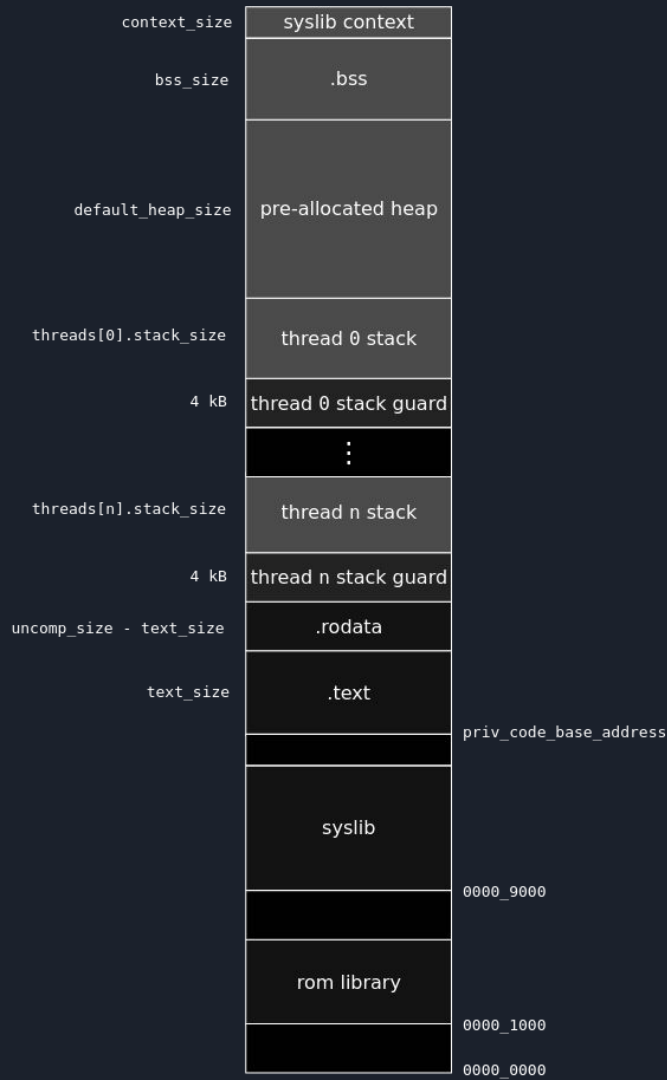 context_size syslib context
bss_size .bss
default_heap_size pre-allocated heap
threads[0].stack_size thread 0 stack
4 kB thread 0 stack guard
⋮
threads[n].stack_size thread n stack
4 kB thread n stack guard
uncomp_size - text_size .rodata
text_size .text
priv_code_base_address
syslib
0000_9000
rom library
0000_1000
0000_0000